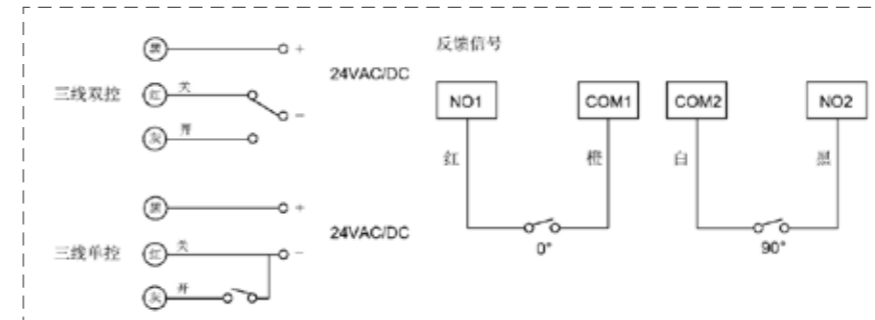 黑
+
反馈信号
24VAC/DC
三线双控
红
关
NO1
COM1
COM2
NO2
-
灰
开
红
橙
白
黑
黑
+
24VAC/DC
三线单控
红
关
-
0°
90°
灰
开